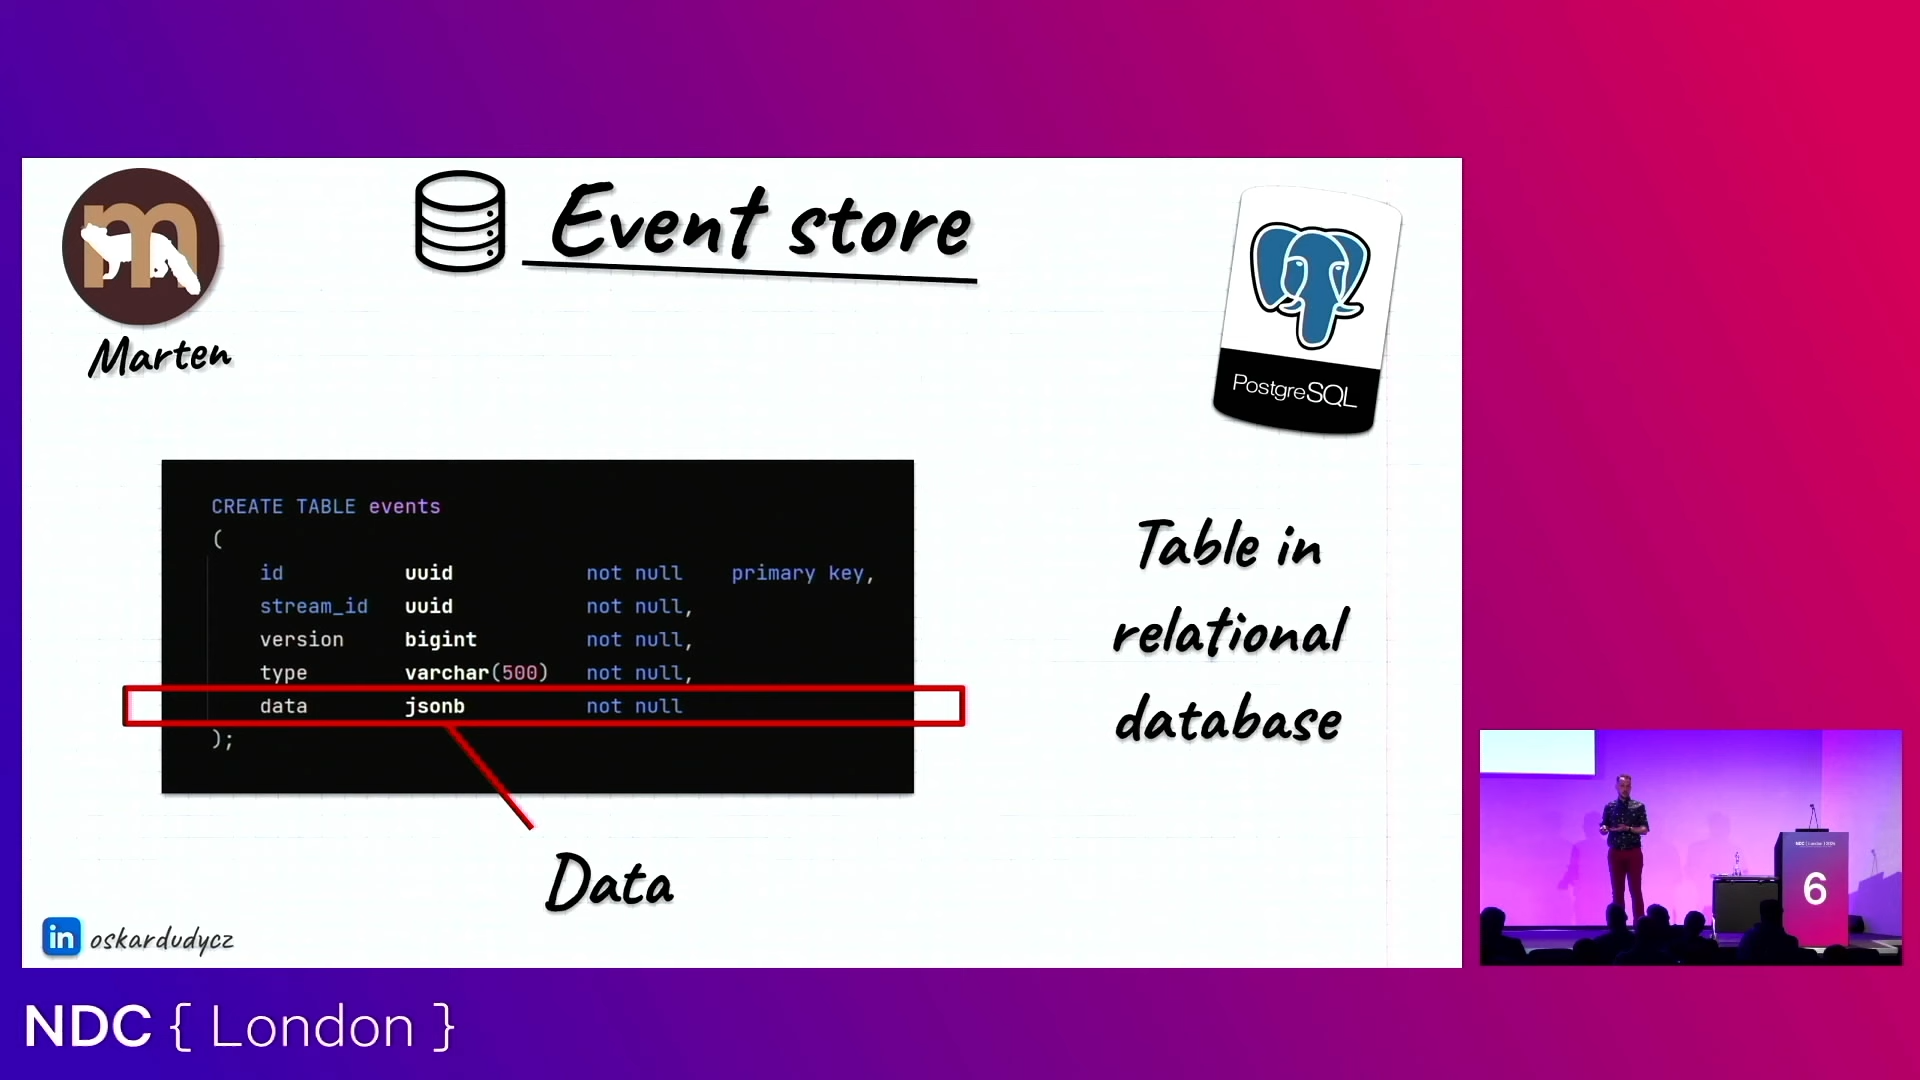 Event store
Marten
PostgreSQL
CREATE TABLE events
(
id uuid not null primary key,
stream_id uuid not null,
version bigint not null,
type varchar(500) not null,
data jsonb not null
);
Table in
relational
database
Data
in oskardudycz
6
NDC { London }